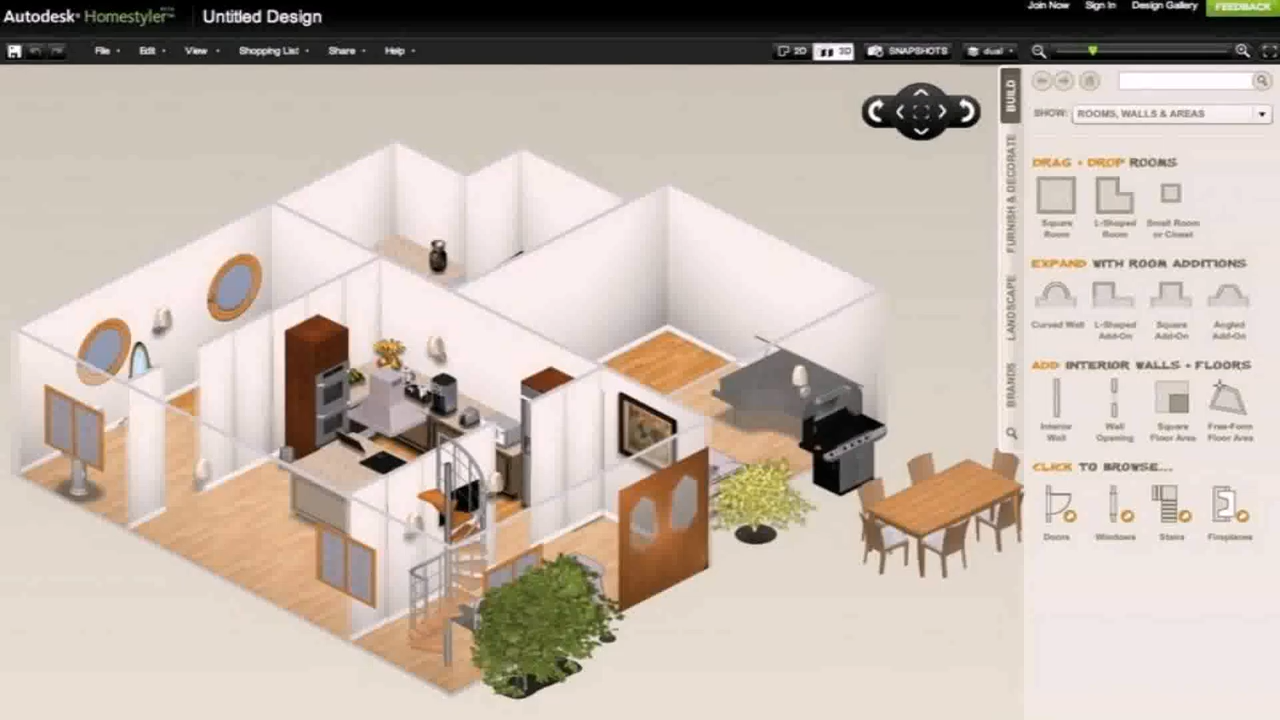 Autodesk® Homestyler™ BETA
Untitled Design
Join Now Sign In Design Gallery FEEDBACK
File Edit View Shopping List Share Help
2D 3D SNAPSHOTS dual
BUILD
FURNISH & DECORATE
LANDSCAPE
BRANDS
SHOW: ROOMS, WALLS & AREAS
DRAG + DROP ROOMS
Square Room
L-Shaped Room
Small Room or Closet
EXPAND WITH ROOM ADDITIONS
Curved Wall
L-Shaped Add-On
Square Add-On
Angled Add-On
ADD INTERIOR WALLS + FLOORS
Interior Wall
Wall Opening
Square Floor Area
Free-Form Floor Area
CLICK TO BROWSE...
Doors Windows Stairs Fireplaces